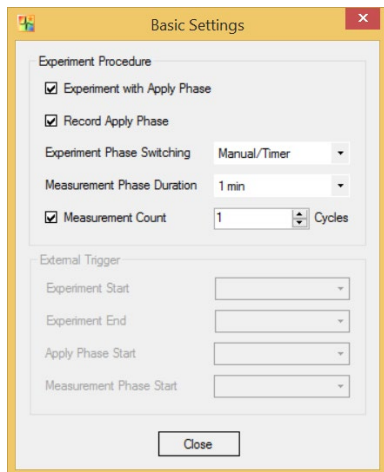 Basic Settings
Experiment Procedure
Experiment with Apply Phase
Record Apply Phase
Experiment Phase Switching Manual/Timer
Measurement Phase Duration 1 min
Measurement Count 1 Cycles
External Trigger
Experiment Start
Experiment End
Apply Phase Start
Measurement Phase Start
Close